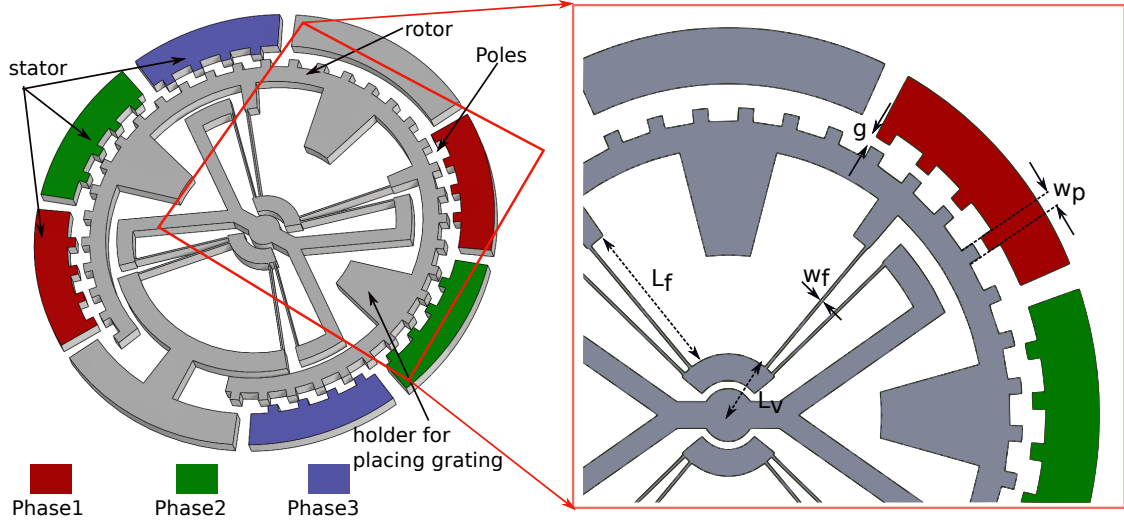 stator
rotor
Poles
holder for
placing grating
Phase1
Phase2
Phase3
g
wp
Lf
wf
Lv